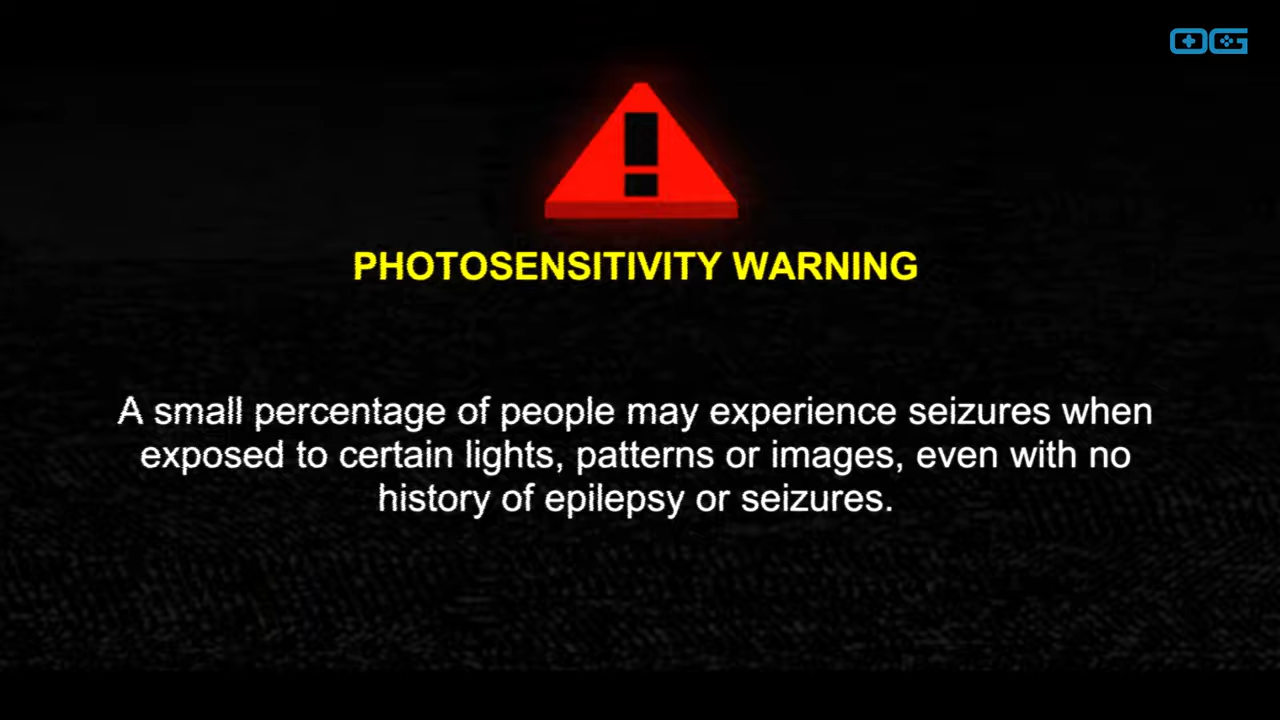 OG
PHOTOSENSITIVITY WARNING
A small percentage of people may experience seizures when
exposed to certain lights, patterns or images, even with no
history of epilepsy or seizures.